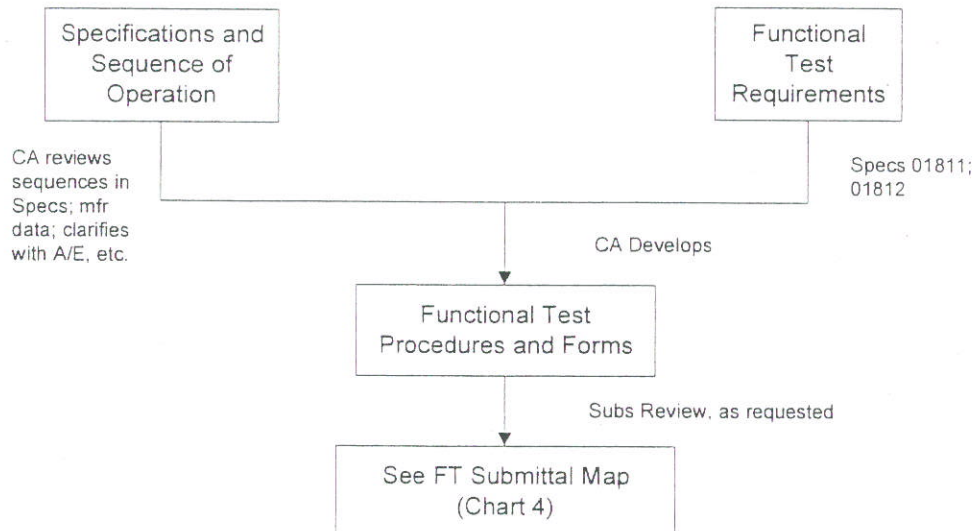 Specifications and
Sequence of
Operation
Functional
Test
Requirements
CA reviews
sequences in
Specs; mfr
data; clarifies
with A/E, etc.
Specs 01811;
01812
CA Develops
Functional Test
Procedures and Forms
Subs Review, as requested
See FT Submittal Map
(Chart 4)